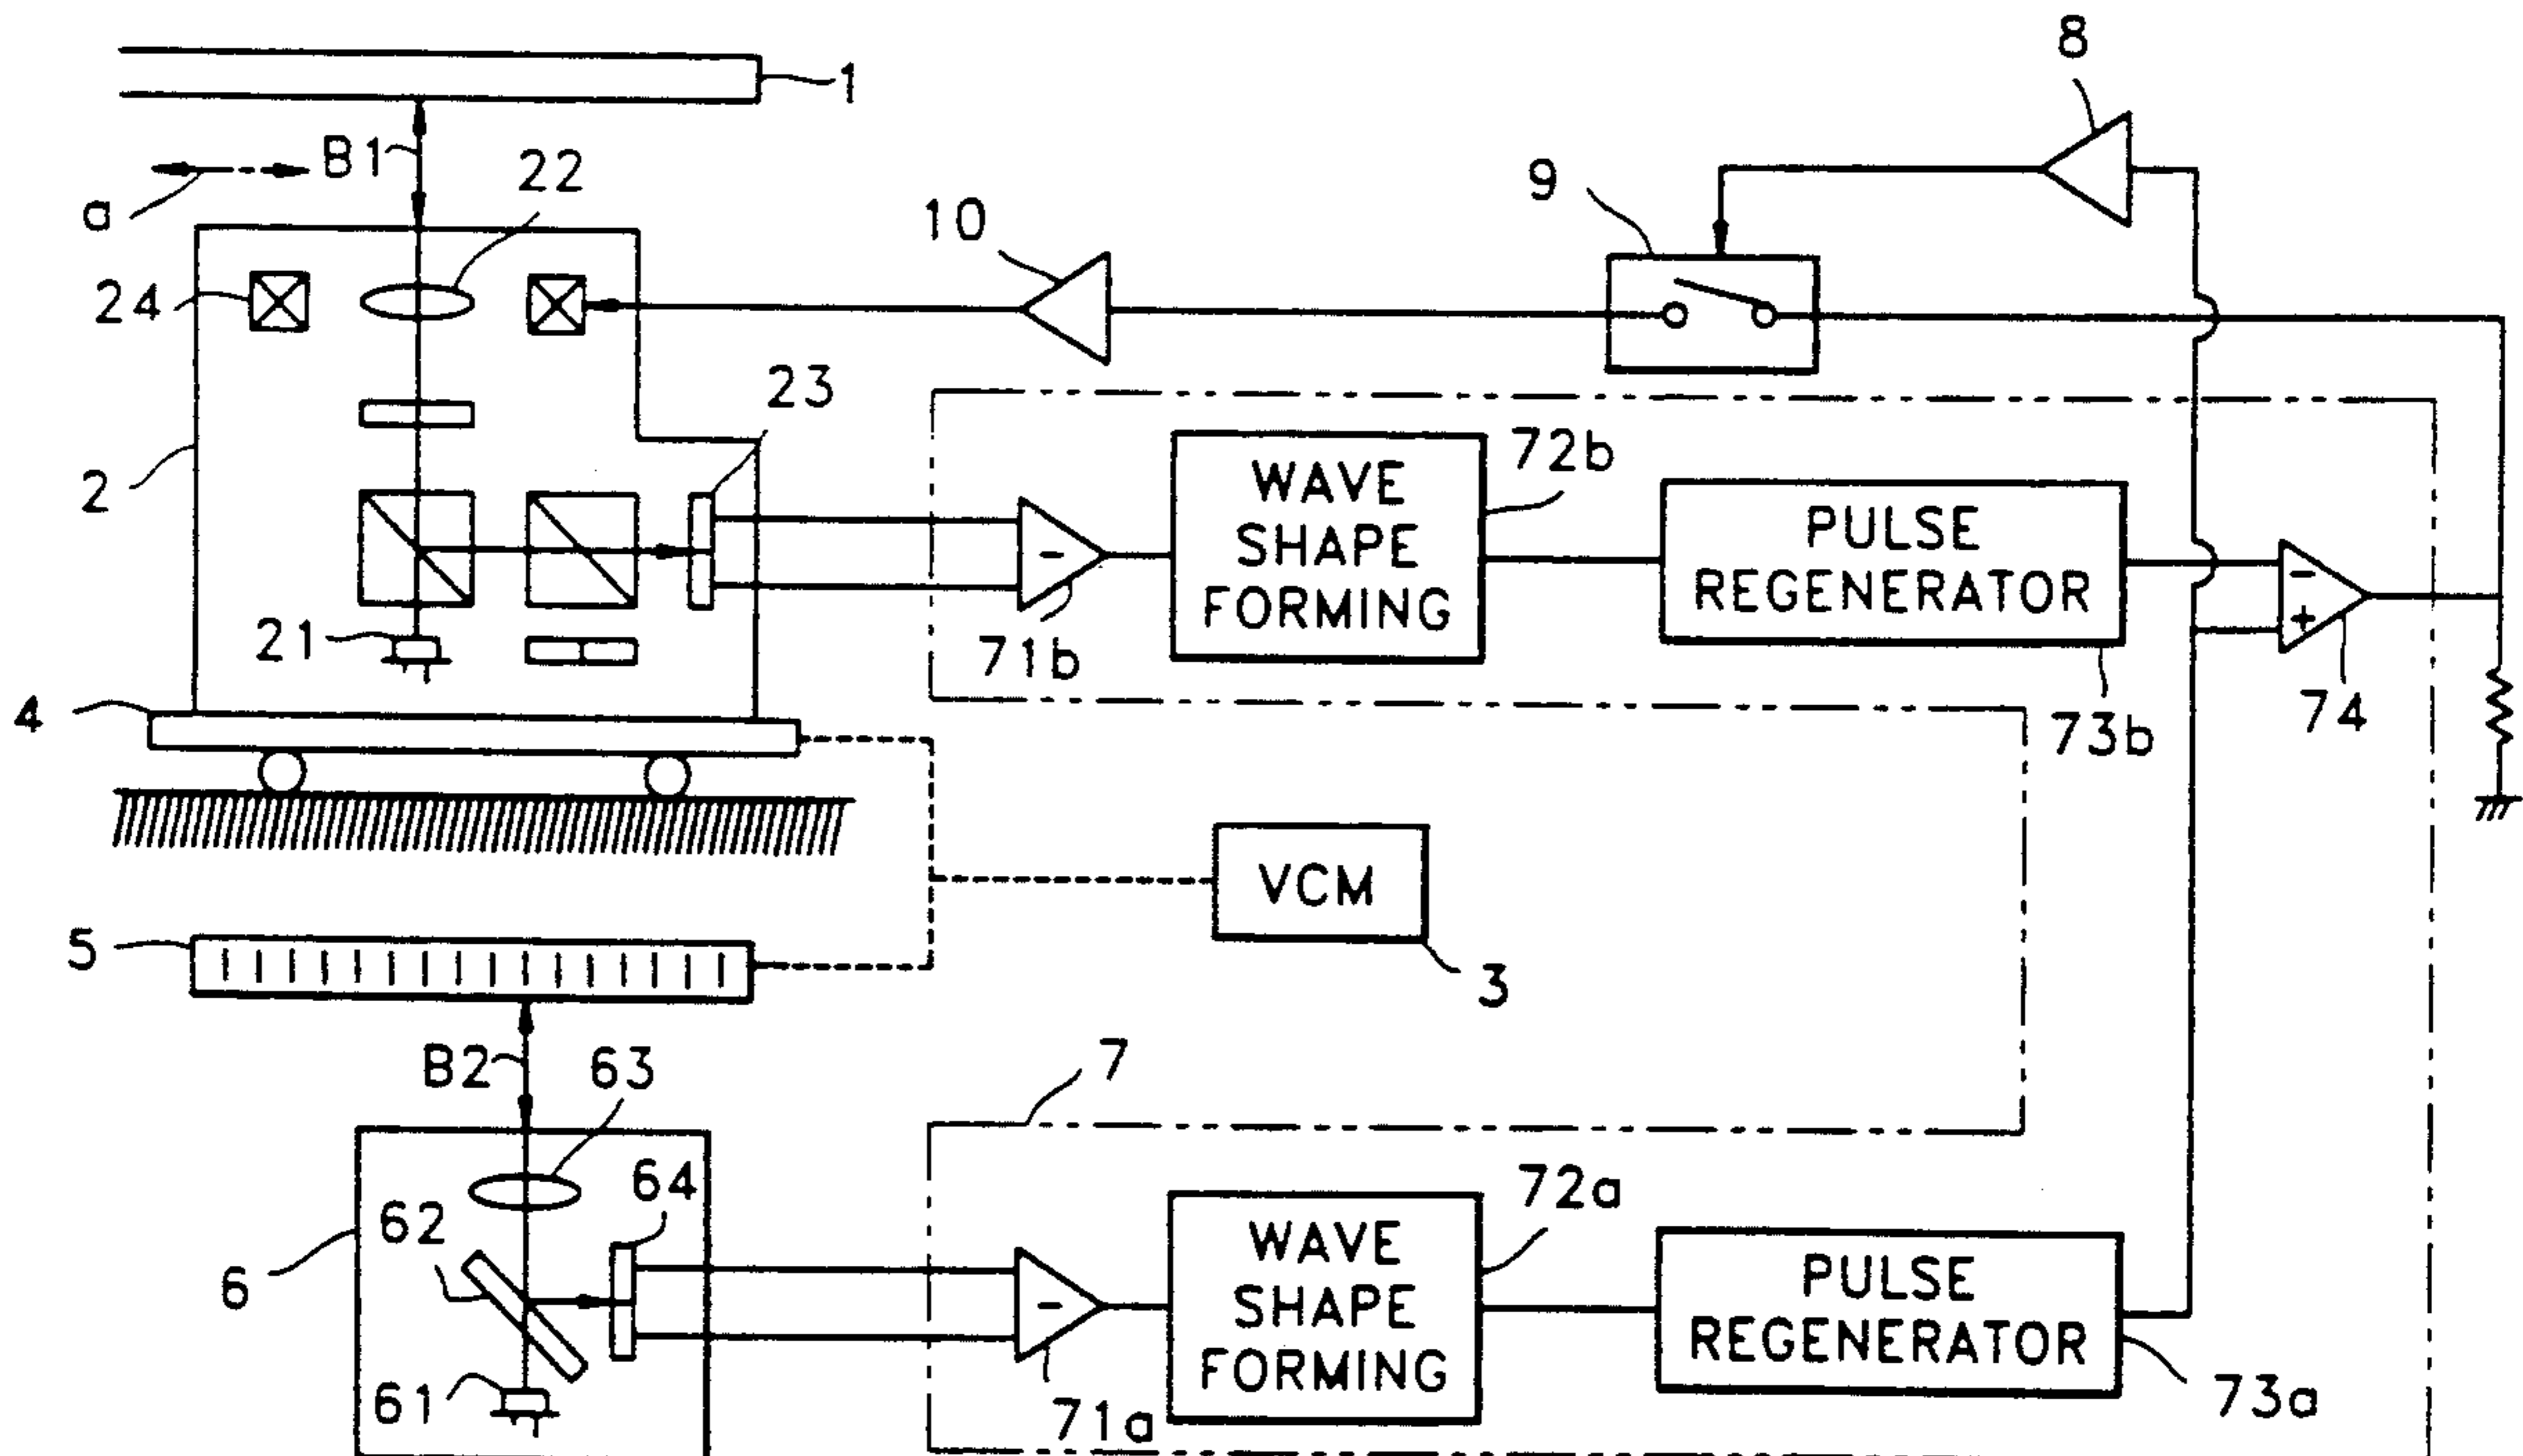 8
1
B1
22
9
a
10
24
23
72b
WAVE
SHAPE
FORMING
PULSE
REGENERATOR
2
-
-
+
21
71b
4
73b
74
VCM
5
3
B2
63
7
64
72a
62
WAVE
SHAPE
FORMING
PULSE
REGENERATOR
6
-
61
71a
73a